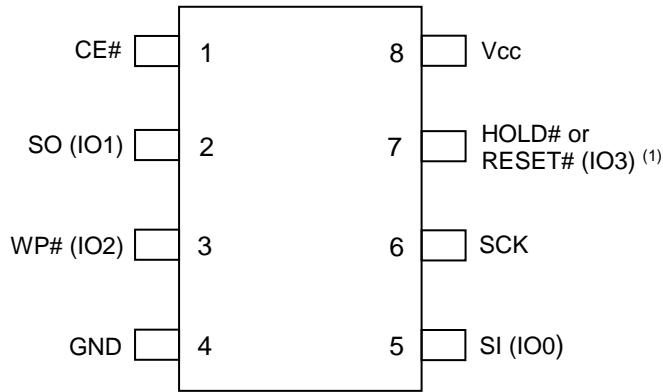 CE# 1 8 Vcc
SO (IO1) 2 7 HOLD# or
RESET# (IO3) (1)
WP# (IO2) 3 6 SCK
GND 4 5 SI (IO0)